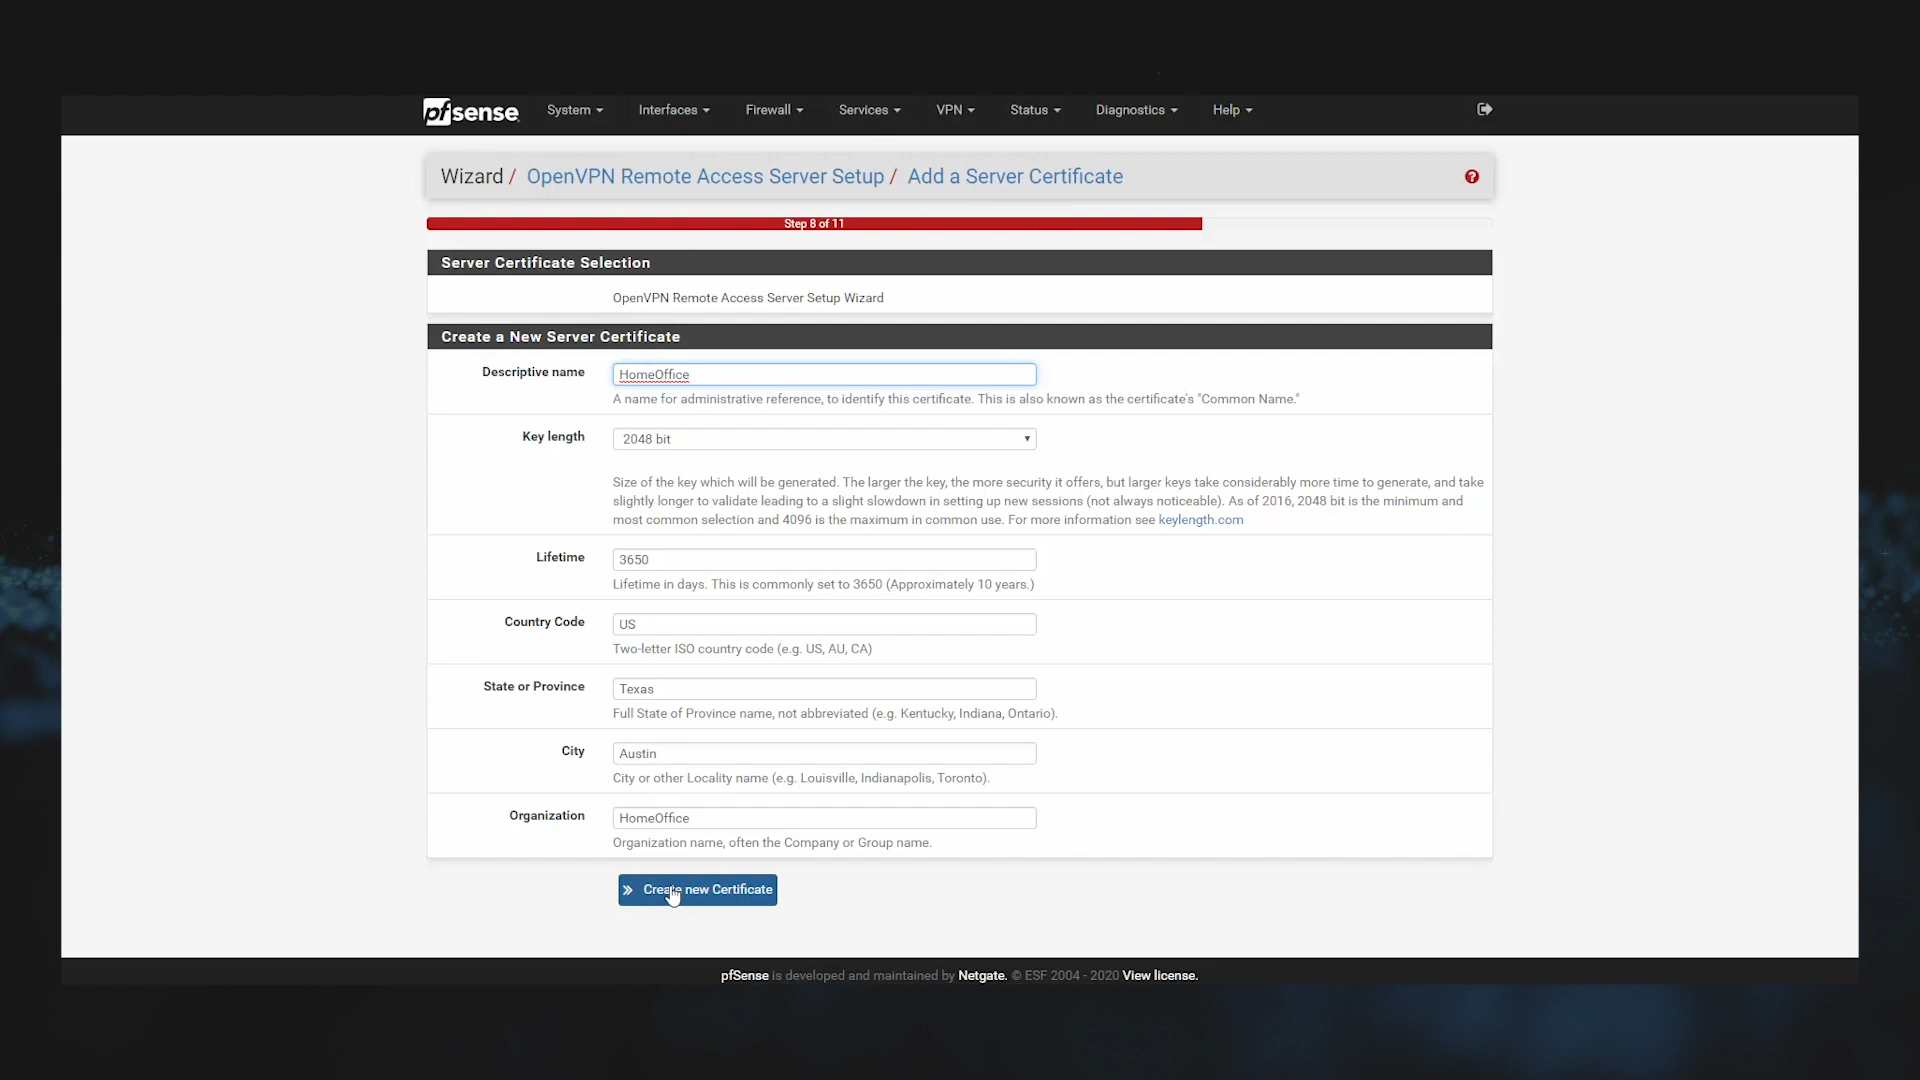 pfsense System Interfaces Firewall Services VPN Status Diagnostics Help
Wizard / OpenVPN Remote Access Server Setup / Add a Server Certificate
?
Step 8 of 11
Server Certificate Selection
OpenVPN Remote Access Server Setup Wizard
Create a New Server Certificate
Descriptive name HomeOffice
A name for administrative reference, to identify this certificate. This is also known as the certificate's "Common Name."
Key length 2048 bit
Size of the key which will be generated. The larger the key, the more security it offers, but larger keys take considerably more time to generate, and take
slightly longer to validate leading to a slight slowdown in setting up new sessions (not always noticeable). As of 2016, 2048 bit is the minimum and
most common selection and 4096 is the maximum in common use. For more information see keylength.com
Lifetime 3650
Lifetime in days. This is commonly set to 3650 (Approximately 10 years.)
Country Code US
Two-letter ISO country code (e.g. US, AU, CA)
State or Province Texas
Full State of Province name, not abbreviated (e.g. Kentucky, Indiana, Ontario).
City Austin
City or other Locality name (e.g. Louisville, Indianapolis, Toronto).
Organization HomeOffice
Organization name, often the Company or Group name.
» Create new Certificate
pfSense is developed and maintained by Netgate. © ESF 2004 - 2020 View license.